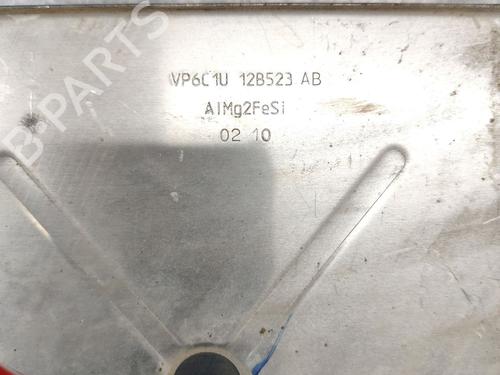 B-PARTS
VP6C1U 12B523 AB
AlMg2FeSi
02 10